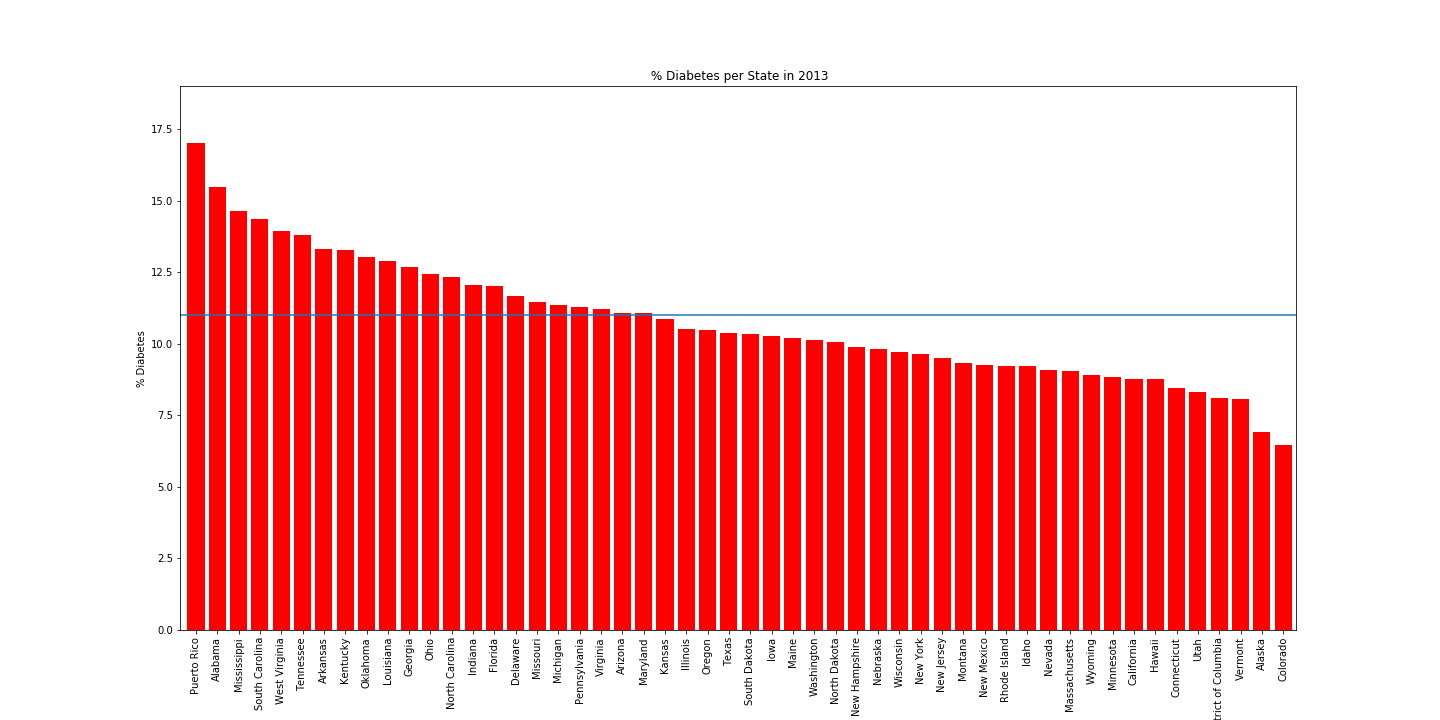 % Diabetes per State in 2013
% Diabetes
17.5
15.0
12.5
10.0
7.5
5.0
2.5
0.0
Puerto Rico
Alabama
Mississippi
South Carolina
West Virginia
Tennessee
Arkansas
Kentucky
Oklahoma
Louisiana
Georgia
Ohio
North Carolina
Indiana
Florida
Delaware
Missouri
Michigan
Pennsylvania
Virginia
Arizona
Maryland
Kansas
Illinois
Oregon
Texas
South Dakota
Iowa
Maine
Washington
North Dakota
New Hampshire
Nebraska
Wisconsin
New York
New Jersey
Montana
New Mexico
Rhode Island
Idaho
Nevada
Massachusetts
Wyoming
Minnesota
California
Hawaii
Connecticut
Utah
trict of Columbia
Vermont
Alaska
Colorado